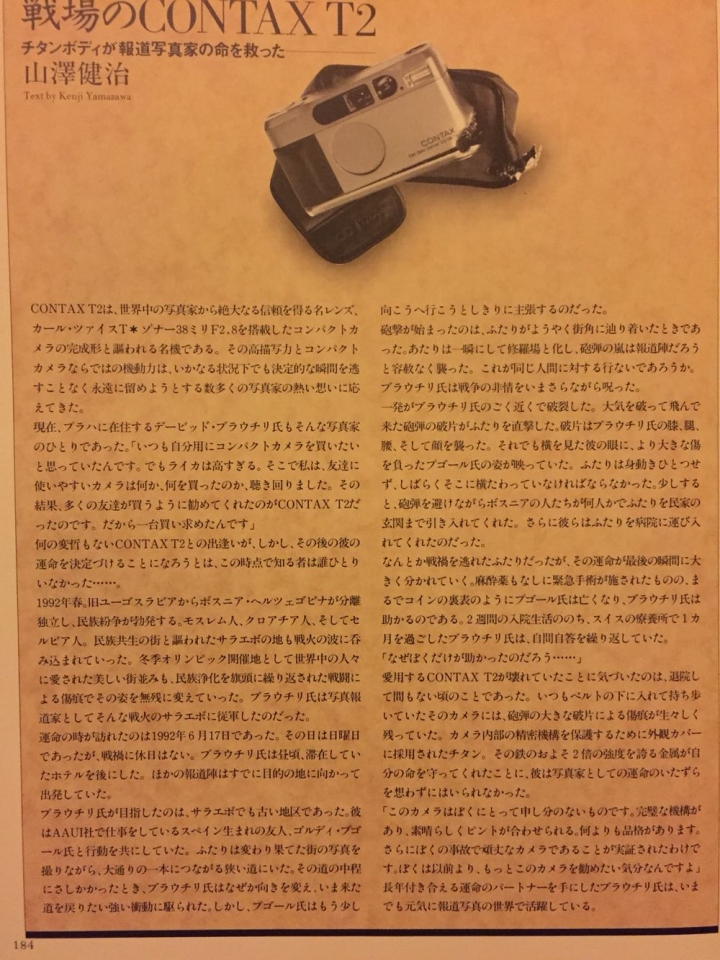 戦場のCONTAX T2
チタンボディが報道写真家の命を救った
山澤健治
Text by Kenji Yamazawa
CONTAX
CONTAX T2は、世界中の写真家から絶大なる信頼を得る名レンズ、
カール・ツァイスT＊ゾナー38ミリF2.8を搭載したコンパクトカ
メラの完成形と謳われる名機である。その高描写力とコンパクト
カメラならではの機動力は、いかなる状況下でも決定的な瞬間を逃
すことなく永遠に留めようとする数多くの写真家の熱い想いに応
えてきた。
現在、プラハに在住するデービッド・ブラウチリ氏もそんな写真家
のひとりであった。「いつも自分用にコンパクトカメラを買いたい
と思っていたんです。でもライカは高すぎる。そこで私は、友達に
使いやすいカメラは何か、何を買ったのか、聴き回りました。その
結果、多くの友達が買うように勧めてくれたのがCONTAX T2だ
ったのです。だから一台買い求めたんです」
何の変哲もないCONTAX T2との出逢いが、しかし、その後の彼の
運命を決定づけることになろうとは、この時点で知る者は誰ひとり
いなかった……。
1992年春。旧ユーゴスラビアからボスニア・ヘルツェゴビナが分離
独立し、民族紛争が勃発する。モスレム人、クロアチア人、そしてセ
ルビア人。民族共生の街と謳われたサラエボの地も戦火の波に呑
み込まれていった。冬季オリンピック開催地として世界中の人々
に愛された美しい街並みも、民族浄化を旗頭に繰り返された戦闘に
よる傷痕でその姿を無残に変えていった。ブラウチリ氏は写真報
道家としてそんな戦火のサラエボに従軍したのだった。
運命の時が訪れたのは1992年6月17日であった。その日は日曜日
であったが、戦禍に休日はない。ブラウチリ氏は昼頃、滞在してい
たホテルを後にした。ほかの報道陣はすでに目的の地に向かって
出発していた。
ブラウチリ氏が目指したのは、サラエボでも古い地区であった。彼
はAAUI社で仕事をしているスペイン生まれの友人、ゴルディ・プゴ
ール氏と行動を共にしていた。ふたりは変わり果てた街の写真を
撮りながら、大通りの一本につながる狭い道にいた。その道の中程
にさしかかったとき、ブラウチリ氏はなぜか向きを変え、いま来た
道を戻りたい強い衝動に駆られた。しかし、プゴール氏はもう少し
向こうへ行こうとしきりに主張するのだった。
砲撃が始まったのは、ふたりがようやく街角に辿り着いたときであ
った。あたりは一瞬にして修羅場と化し、砲弾の嵐は報道陣だろう
と容赦なく襲った。これが同じ人間に対する行ないであろうか。
ブラウチリ氏は戦争の非情をいまさらながら呪った。
一発がブラウチリ氏のごく近くで破裂した。大気を破って飛んで
来た砲弾の破片がふたりを直撃した。破片はブラウチリ氏の膝、腿、
腰、そして顔を襲った。それでも横を見た彼の眼に、より大きな傷
を負ったプゴール氏の姿が映っていた。ふたりは身動きひとつせ
ず、しばらくそこに横たわっていなければならなかった。少しする
と、砲弾を避けながらボスニアの人たちが何人かでふたりを民家の
玄関まで引き入れてくれた。さらに彼らはふたりを病院に運び入
れてくれたのだった。
なんとか戦禍を逃れたふたりだったが、その運命が最後の瞬間に大
きく分かれていく。麻酔薬もなしに緊急手術が施されたものの、ま
るでコインの裏表のようにプゴール氏は亡くなり、ブラウチリ氏は
助かるのである。2週間の入院生活ののち、スイスの療養所で1カ
月を過ごしたブラウチリ氏は、自問自答を繰り返していた。
「なぜぼくだけが助かったのだろう……」
愛用するCONTAX T2が壊れていたことに気づいたのは、退院し
て間もない頃のことであった。いつもベルトの下に入れて持ち歩
いていたそのカメラには、砲弾の大きな破片による傷痕が生々しく
残っていた。カメラ内部の精密機構を保護するために外観カバー
に採用されたチタン。その鉄のおよそ2倍の強度を誇る金属が自
分の命を守ってくれたことに、彼は写真家としての運命のいたずら
を思わずにはいられなかった。
「このカメラはぼくにとって申し分のないものです。完璧な機構が
あり、素晴らしくピントが合わせられる。何よりも品格があります。
さらにぼくの事故で頑丈なカメラであることが実証されたわけで
す。ぼくは以前より、もっとこのカメラを勧めたい気分なんですよ」
長年付き合える運命のパートナーを手にしたブラウチリ氏は、いま
でも元気に報道写真の世界で活躍している。
184